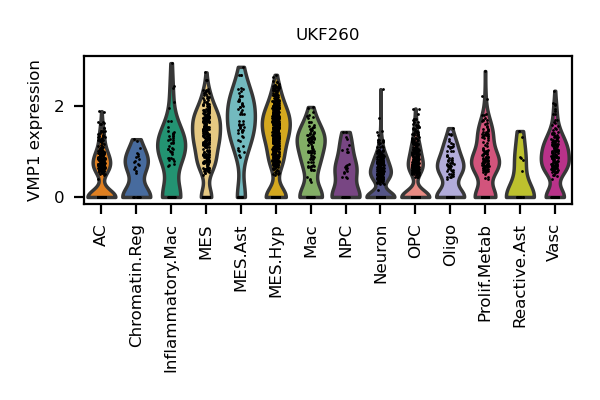 UKF260
VMP1 expression
2
0
AC
Chromatin.Reg
Inflammatory.Mac
MES
MES.Ast
MES.Hyp
Mac
NPC
Neuron
OPC
Oligo
Prolif.Metab
Reactive.Ast
Vasc